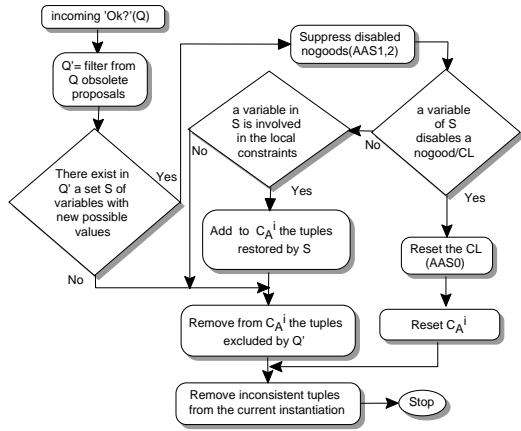 incoming 'Ok?'(Q)
Q'= filter from
Q obsolete
proposals
There exist in
Q' a set S of
variables with
new possible
values
Yes
No
Suppress disabled
nogoods(AAS1,2)
a variable
of S
disables a
nogood/CL
No
Yes
a variable in
S is involved
in the local
constraints
No
Yes
Add to C_A^i the tuples
restored by S
Reset the CL
(AAS0)
Reset C_A^i
Remove from C_A^i the tuples
excluded by Q'
Remove inconsistent tuples
from the current instantiation
Stop